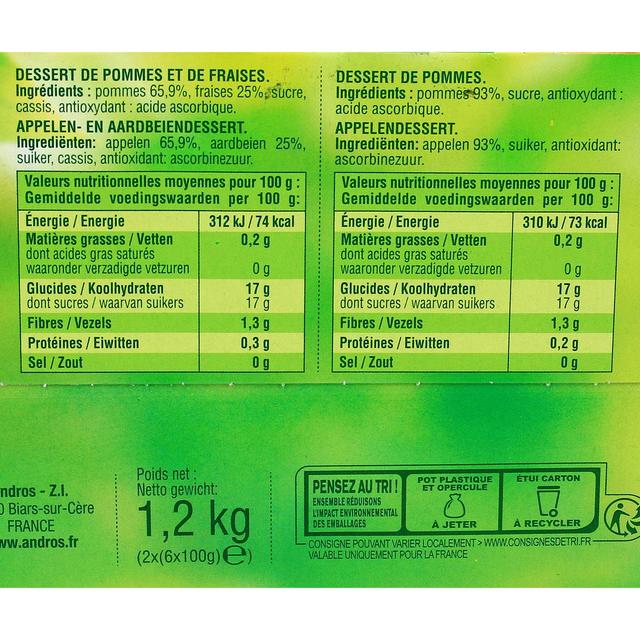 DESSERT DE POMMES ET DE FRAISES.
Ingrédients : pommes 65,9%, fraises 25%, sucre,
cassis, antioxydant : acide ascorbique.
APPELEN- EN AARDBEIENDESSERT.
Ingrediënten: appelen 65,9%, aardbeien 25%,
suiker, cassis, antioxidant: ascorbinezuur.
Valeurs nutritionnelles moyennes pour 100 g :
Gemiddelde voedingswaarden per 100 g:
Énergie / Energie 312 kJ / 74 kcal
Matières grasses / Vetten 0,2 g
dont acides gras saturés
waaronder verzadigde vetzuren 0 g
Glucides / Koolhydraten 17 g
dont sucres / waarvan suikers 17 g
Fibres / Vezels 1,3 g
Protéines / Eiwitten 0,3 g
Sel / Zout 0 g
DESSERT DE POMMES.
Ingrédients : pommes 93%, sucre, antioxydant :
acide ascorbique.
APPELENDESSERT.
Ingrediënten: appelen 93%, suiker, antioxidant:
ascorbinezuur.
Valeurs nutritionnelles moyennes pour 100 g :
Gemiddelde voedingswaarden per 100 g:
Énergie / Energie 310 kJ / 73 kcal
Matières grasses / Vetten 0,2 g
dont acides gras saturés
waaronder verzadigde vetzuren 0 g
Glucides / Koolhydraten 17 g
dont sucres / waarvan suikers 17 g
Fibres / Vezels 1,3 g
Protéines / Eiwitten 0,2 g
Sel / Zout 0 g
ndros - Z.I.
0 Biars-sur-Cère
FRANCE
ww.andros.fr
Poids net :
Netto gewicht:
1,2 kg
(2x(6x100g) e)
PENSEZ AU TRI !
ENSEMBLE RÉDUISONS
L'IMPACT ENVIRONNEMENTAL
DES EMBALLAGES
POT PLASTIQUE
ET OPERCULE
À JETER
ÉTUI CARTON
À RECYCLER
CONSIGNE POUVANT VARIER LOCALEMENT > WWW.CONSIGNESDETRI.FR
VALABLE UNIQUEMENT POUR LA FRANCE